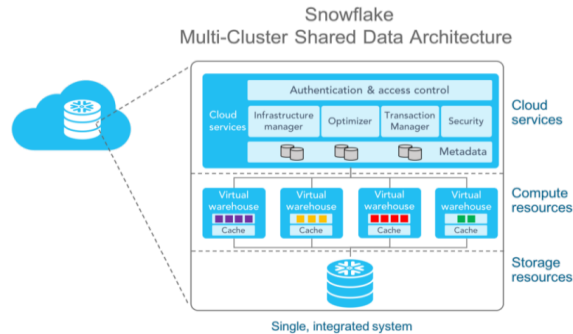 Snowflake
Multi-Cluster Shared Data Architecture
Authentication & access control
Cloud
services
Infrastructure
manager
Optimizer
Transaction
Manager
Security
Metadata
Cloud
services
Virtual
warehouse
Cache
Virtual
warehouse
Cache
Virtual
warehouse
Cache
Virtual
warehouse
Cache
Compute
resources
Storage
resources
Single, integrated system